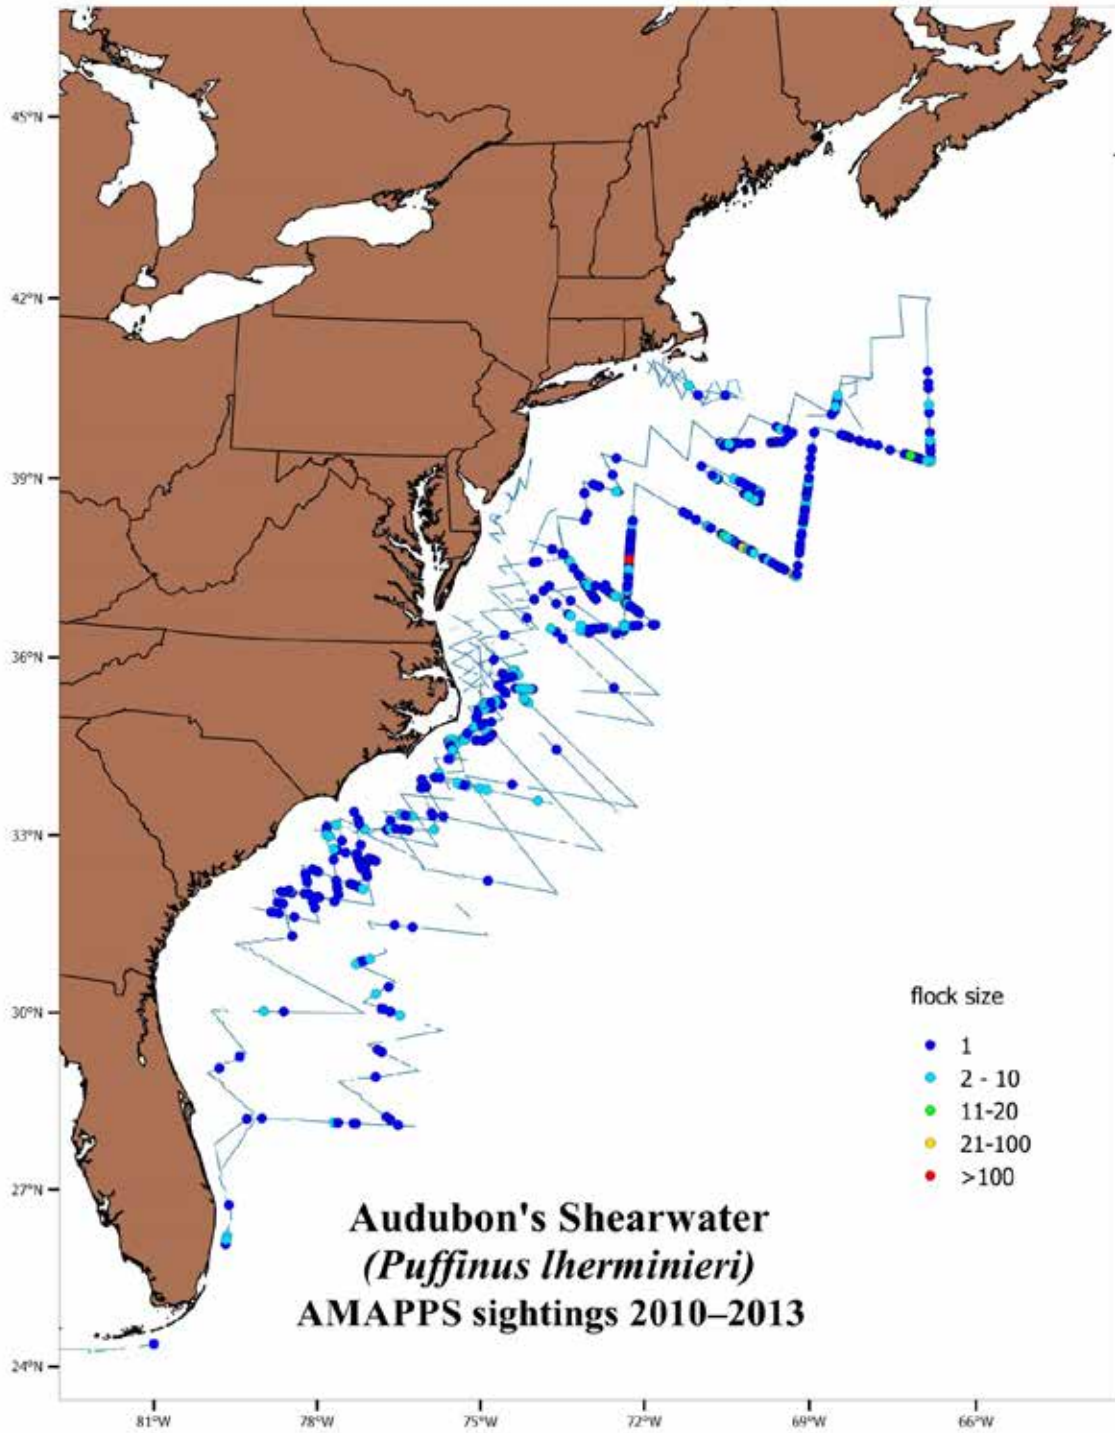 45°N
42°N
39°N
36°N
33°N
30°N
27°N
24°N
flock size
1
2 - 10
11-20
21-100
>100
Audubon's Shearwater
(Puffinus lherminieri)
AMAPPS sightings 2010–2013
81°W
78°W
75°W
72°W
69°W
66°W